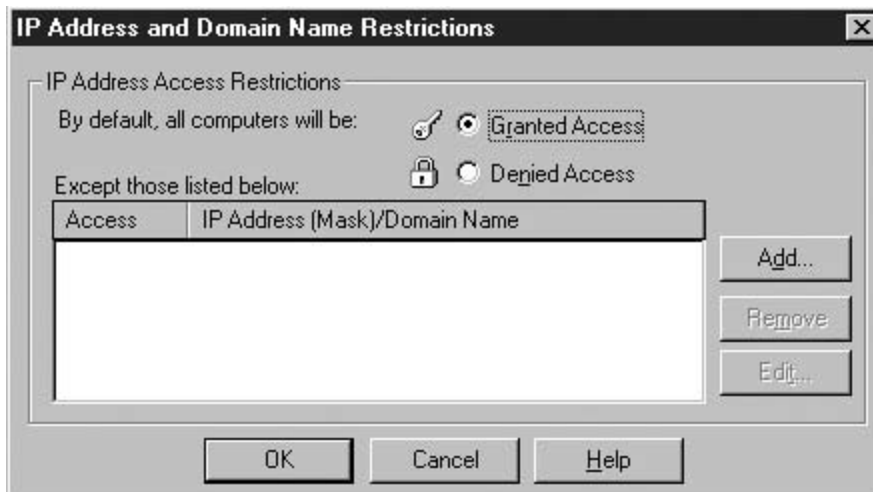 IP Address and Domain Name Restrictions
IP Address Access Restrictions
By default, all computers will be:
Granted Access
Denied Access
Except those listed below:
Access
IP Address (Mask)/Domain Name
Add...
Remove
Edit...
OK
Cancel
Help